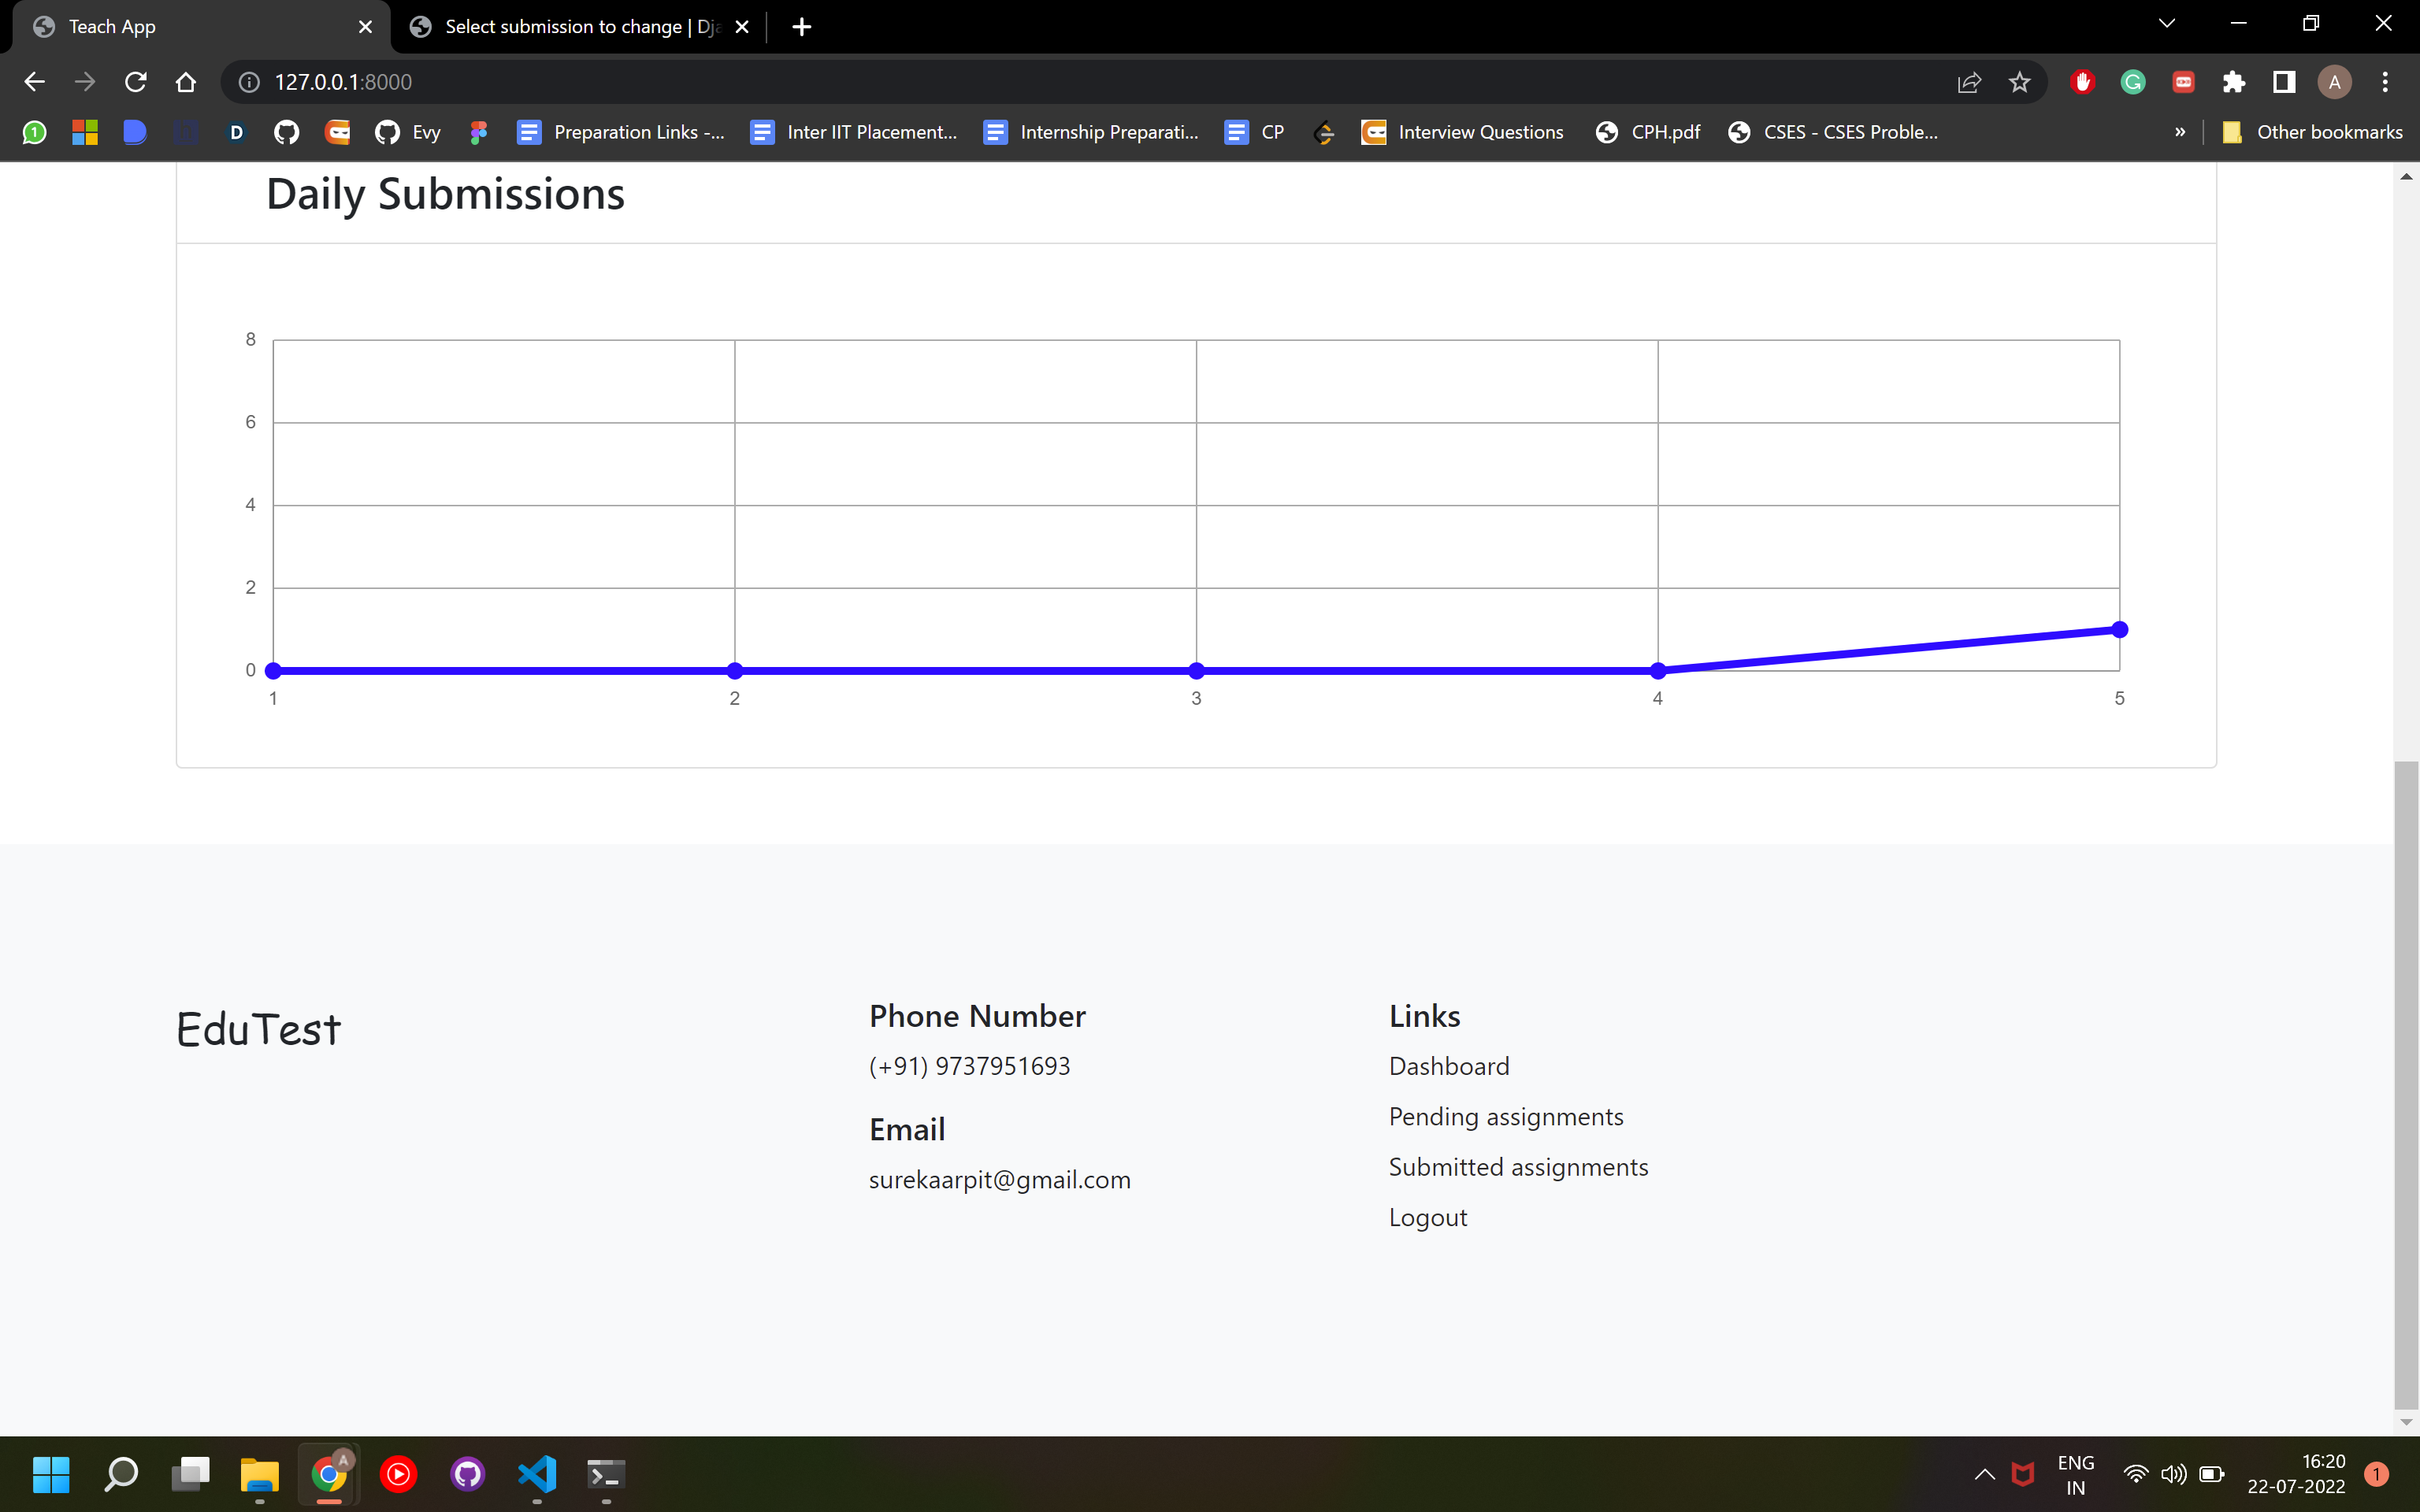 Teach App
Select submission to change | Dja
127.0.0.1:8000
Evy
Preparation Links -...
Inter IIT Placement...
Internship Preparati...
CP
Interview Questions
CPH.pdf
CSES - CSES Proble...
»
Other bookmarks
Daily Submissions
8
6
4
2
0
1 2 3 4 5
EduTest
Phone Number
(+91) 9737951693
Email
surekaarpit@gmail.com
Links
Dashboard
Pending assignments
Submitted assignments
Logout
ENG
IN
16:20
22-07-2022
1